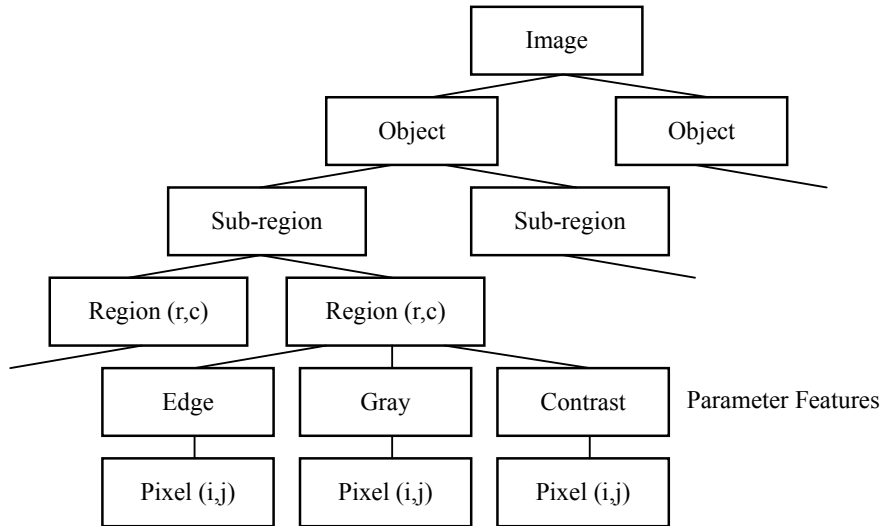 Image
Object
Object
Sub-region
Sub-region
Region (r,c)
Region (r,c)
Edge
Gray
Contrast
Parameter Features
Pixel (i,j)
Pixel (i,j)
Pixel (i,j)